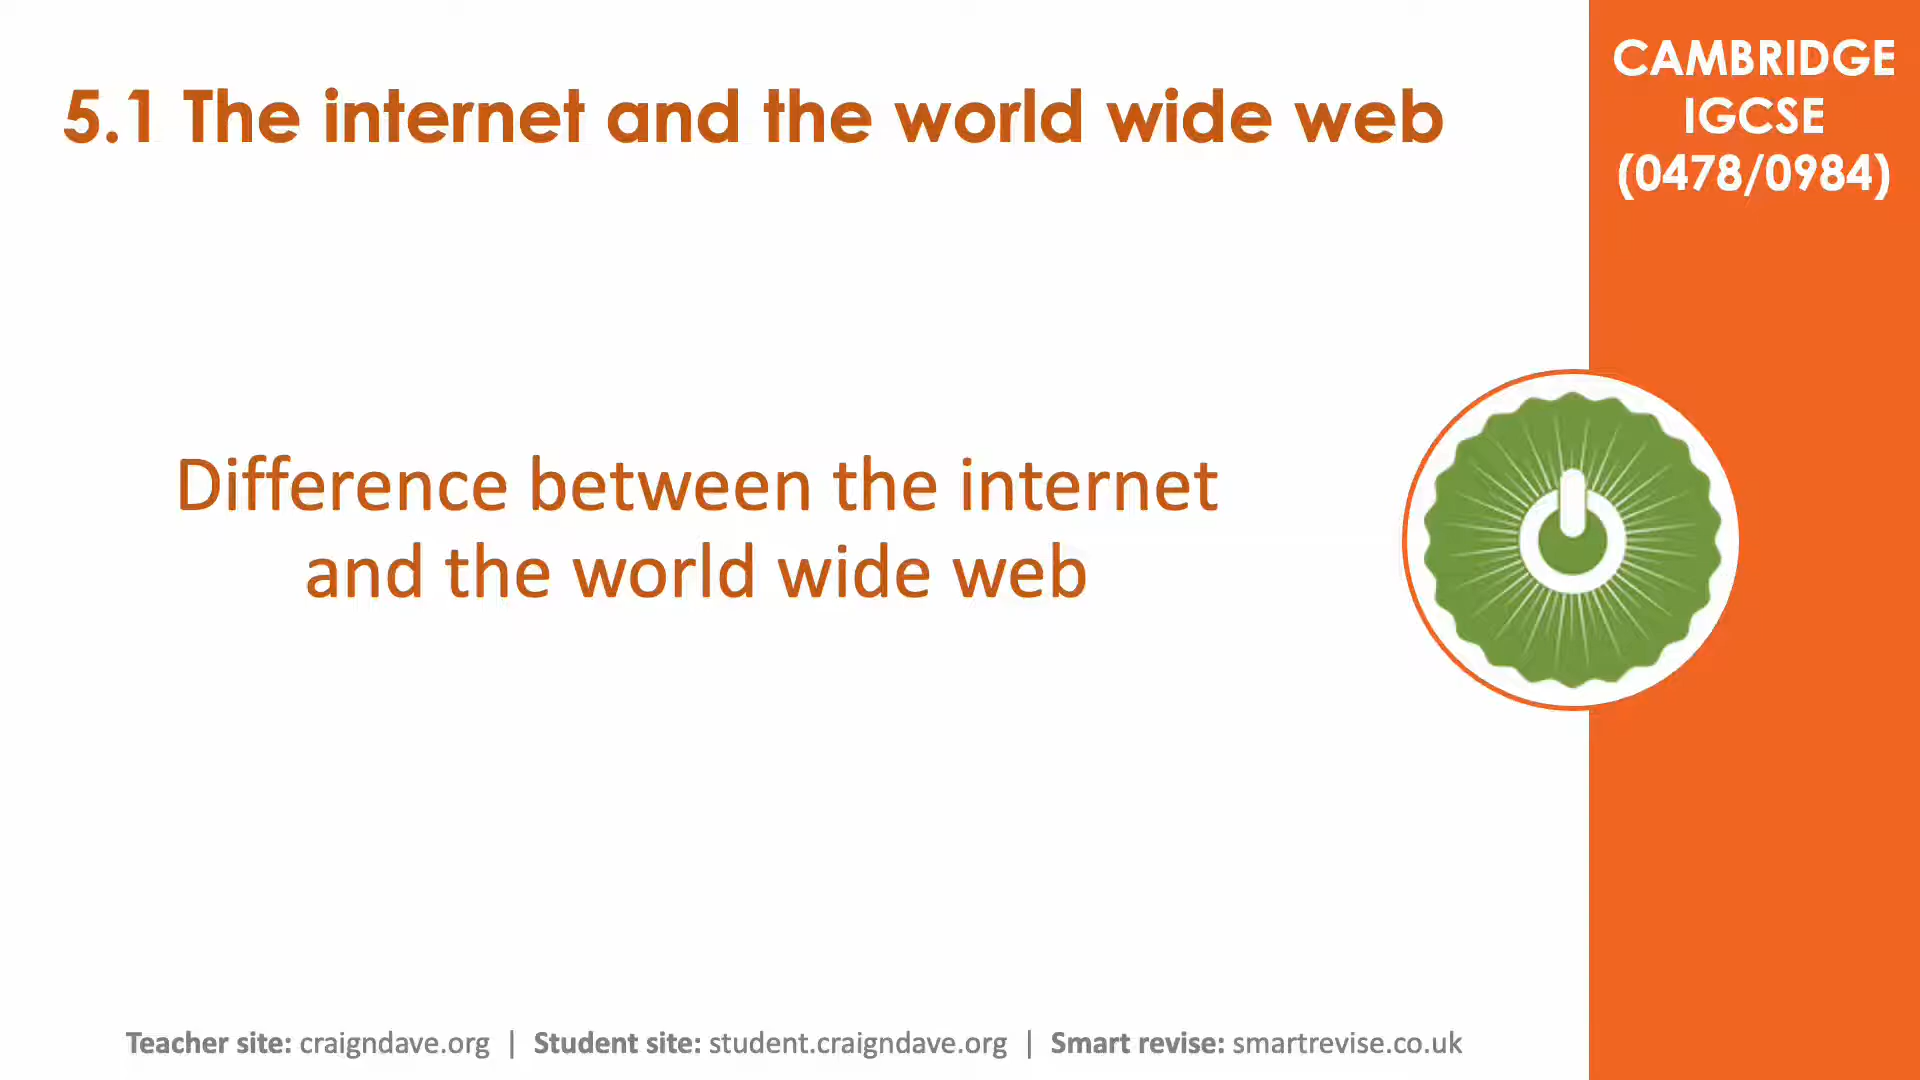 5.1 The internet and the world wide web
CAMBRIDGE
IGCSE
(0478/0984)
Difference between the internet
and the world wide web
Teacher site: craigndave.org | Student site: student.craigndave.org | Smart revise: smartrevise.co.uk